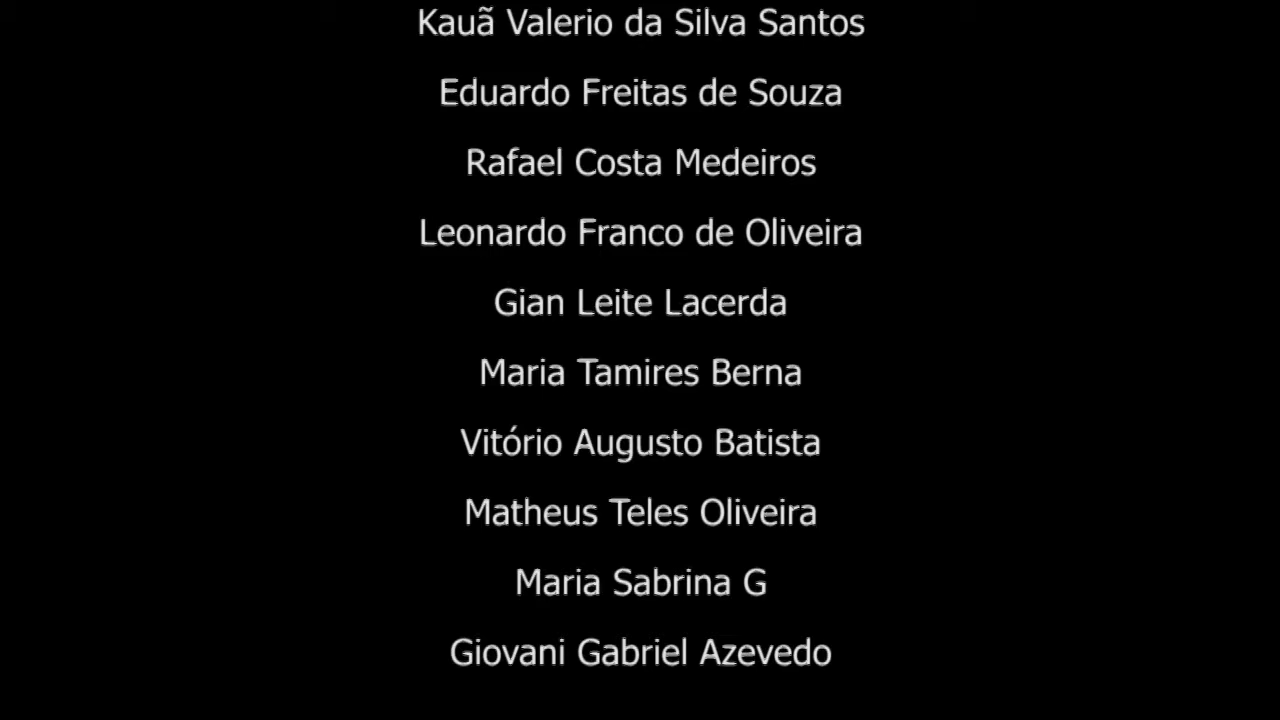 Kauã Valerio da Silva Santos
Eduardo Freitas de Souza
Rafael Costa Medeiros
Leonardo Franco de Oliveira
Gian Leite Lacerda
Maria Tamires Berna
Vitório Augusto Batista
Matheus Teles Oliveira
Maria Sabrina G
Giovani Gabriel Azevedo